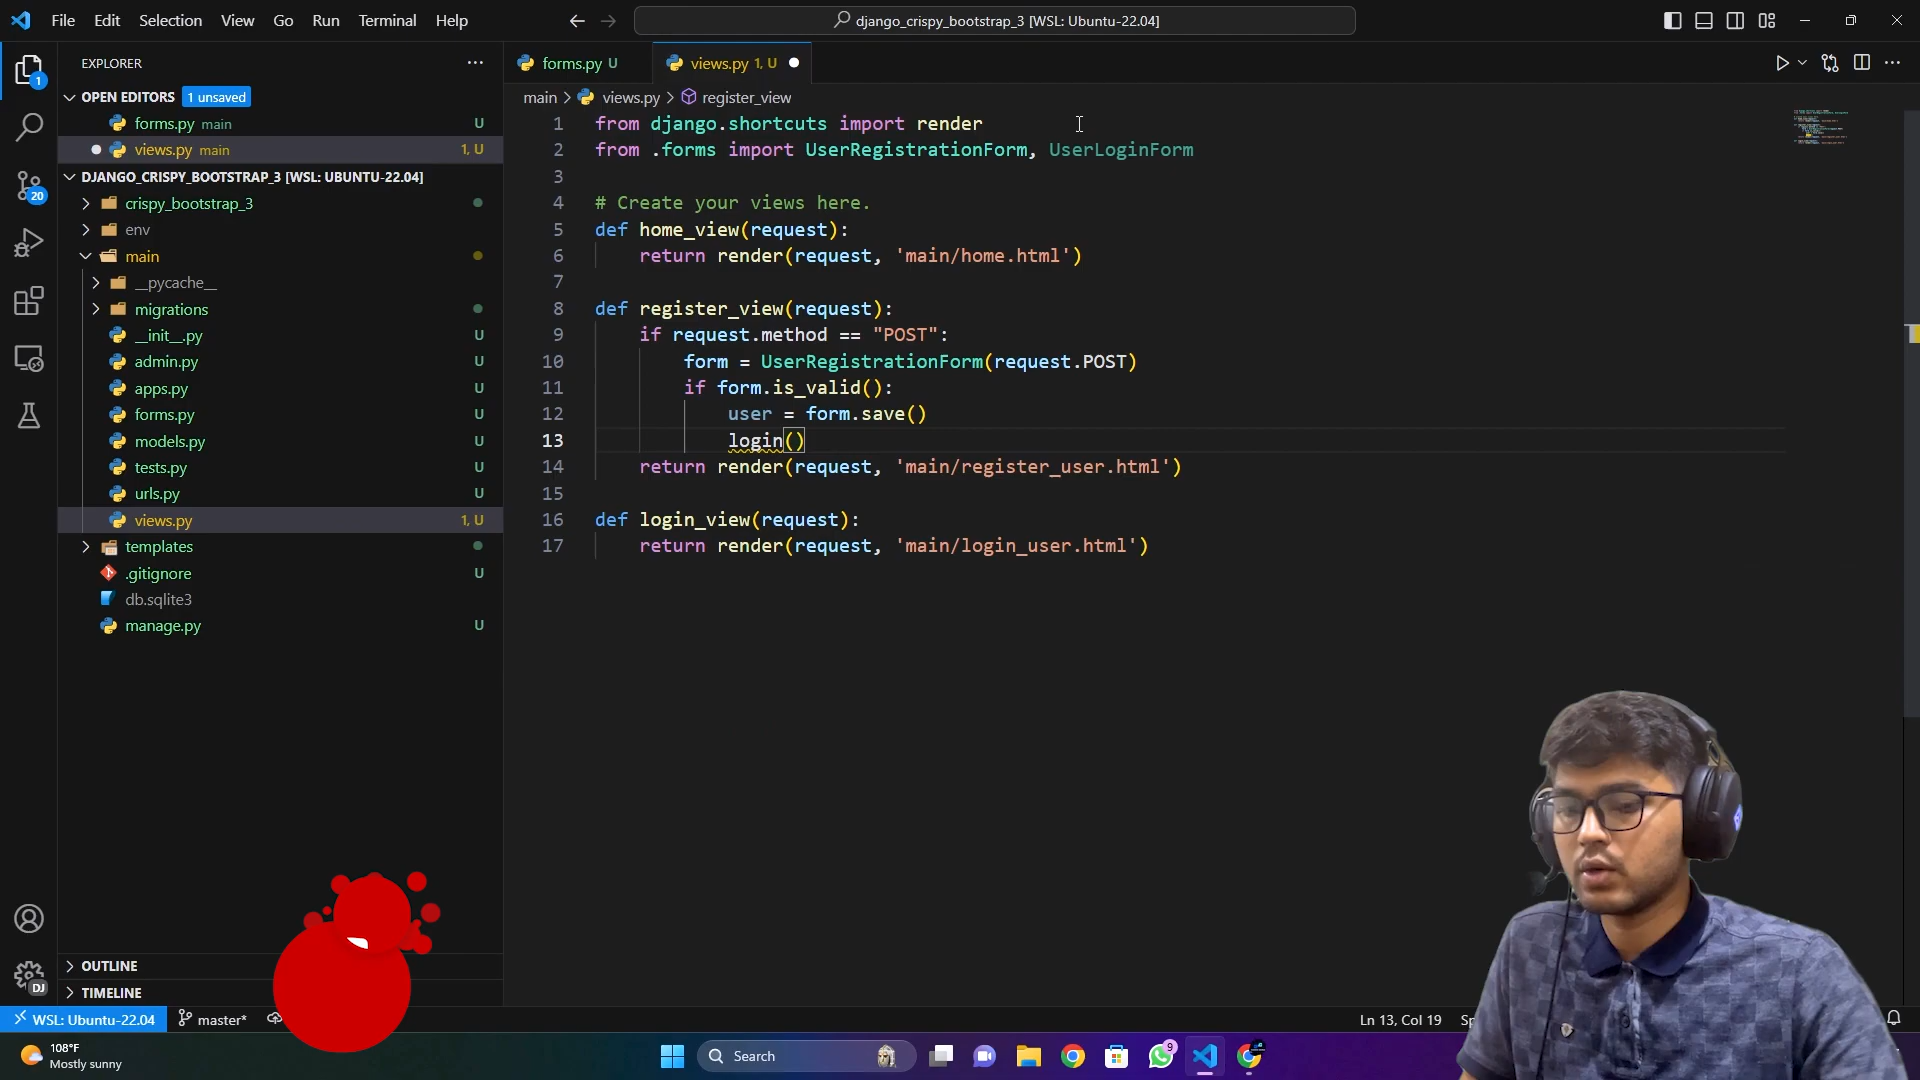 File Edit Selection View Go Run Terminal Help
django_crispy_bootstrap_3 [WSL: Ubuntu-22.04]
EXPLORER
OPEN EDITORS 1 unsaved
forms.py main U
views.py main 1, U
DJANGO_CRISPY_BOOTSTRAP_3 [WSL: UBUNTU-22.04]
crispy_bootstrap_3
env
main
__pycache__
migrations
__init__.py U
admin.py U
apps.py U
forms.py U
models.py U
tests.py U
urls.py U
views.py 1, U
templates
.gitignore U
db.sqlite3
manage.py U
OUTLINE
TIMELINE
1
20
DJ
forms.py U
views.py 1, U
main > views.py > register_view
1 from django.shortcuts import render
2 from .forms import UserRegistrationForm, UserLoginForm
3
4 # Create your views here.
5 def home_view(request):
6 return render(request, 'main/home.html')
7
8 def register_view(request):
9 if request.method == "POST":
10 form = UserRegistrationForm(request.POST)
11 if form.is_valid():
12 user = form.save()
13 login()
14 return render(request, 'main/register_user.html')
15
16 def login_view(request):
17 return render(request, 'main/login_user.html')
WSL: Ubuntu-22.04 master*
Ln 13, Col 19
108°F
Mostly sunny
Search
9